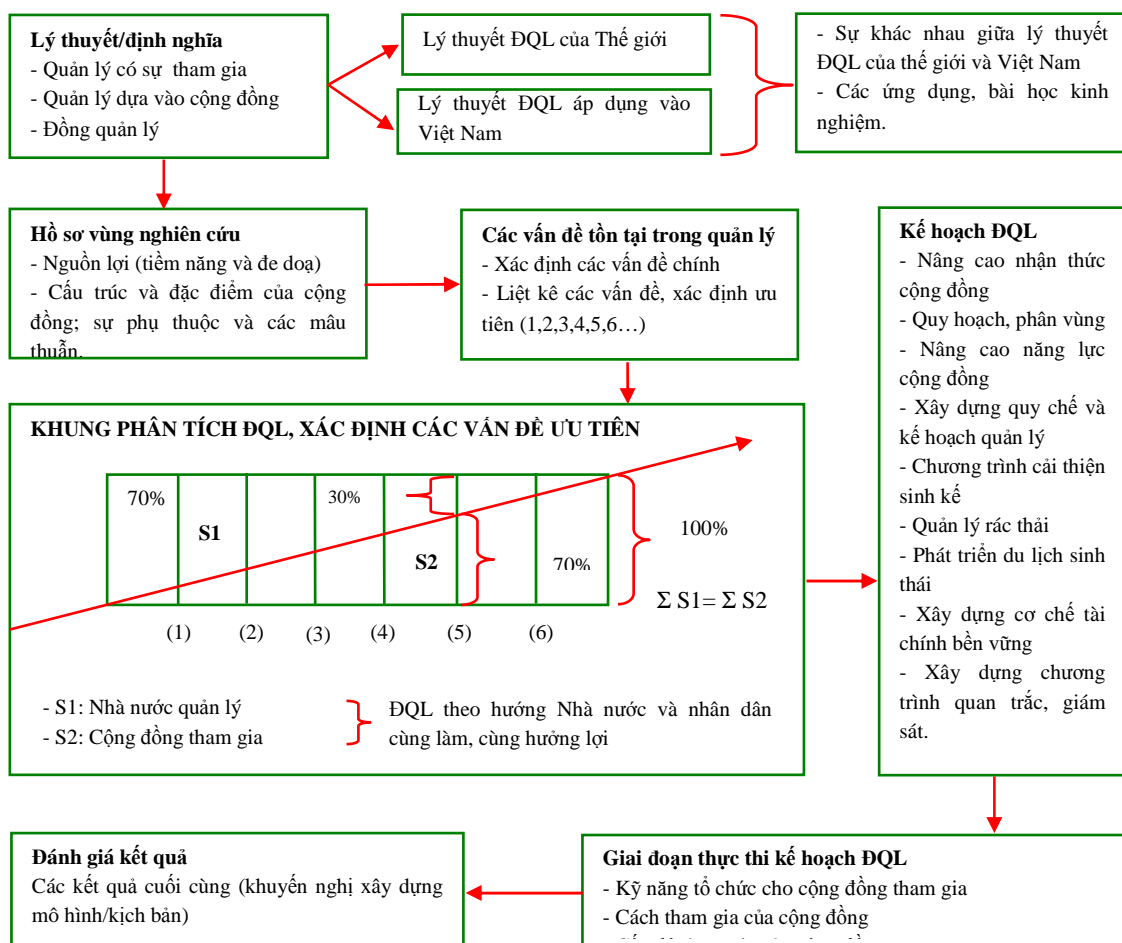 Lý thuyết/định nghĩa
- Quản lý có sự tham gia
- Quản lý dựa vào cộng đồng
- Đồng quản lý
Lý thuyết ĐQL của Thế giới
Lý thuyết ĐQL áp dụng vào
Việt Nam
- Sự khác nhau giữa lý thuyết
ĐQL của thế giới và Việt Nam
- Các ứng dụng, bài học kinh
nghiệm.
Hồ sơ vùng nghiên cứu
- Nguồn lợi (tiềm năng và đe doạ)
- Cấu trúc và đặc điểm của cộng
đồng; sự phụ thuộc và các mâu
thuẫn.
Các vấn đề tồn tại trong quản lý
- Xác định các vấn đề chính
- Liệt kê các vấn đề, xác định ưu
tiên (1,2,3,4,5,6…)
Kế hoạch ĐQL
- Nâng cao nhận thức
cộng đồng
- Quy hoạch, phân vùng
- Nâng cao năng lực
cộng đồng
- Xây dựng quy chế và
kế hoạch quản lý
- Chương trình cải thiện
sinh kế
- Quản lý rác thải
- Phát triển du lịch sinh
thái
- Xây dựng cơ chế tài
chính bền vững
- Xây dựng chương
trình quan trắc, giám
sát.
KHUNG PHÂN TÍCH ĐQL, XÁC ĐỊNH CÁC VẤN ĐỀ ƯU TIÊN
70%
30%
S1
S2
70%
100%
Σ S1= Σ S2
(1) (2) (3) (4) (5) (6)
- S1: Nhà nước quản lý
- S2: Cộng đồng tham gia
ĐQL theo hướng Nhà nước và nhân dân
cùng làm, cùng hưởng lợi
Đánh giá kết quả
Các kết quả cuối cùng (khuyến nghị xây dựng
mô hình/kịch bản)
Giai đoạn thực thi kế hoạch ĐQL
- Kỹ năng tổ chức cho cộng đồng tham gia
- Cách tham gia của cộng đồng